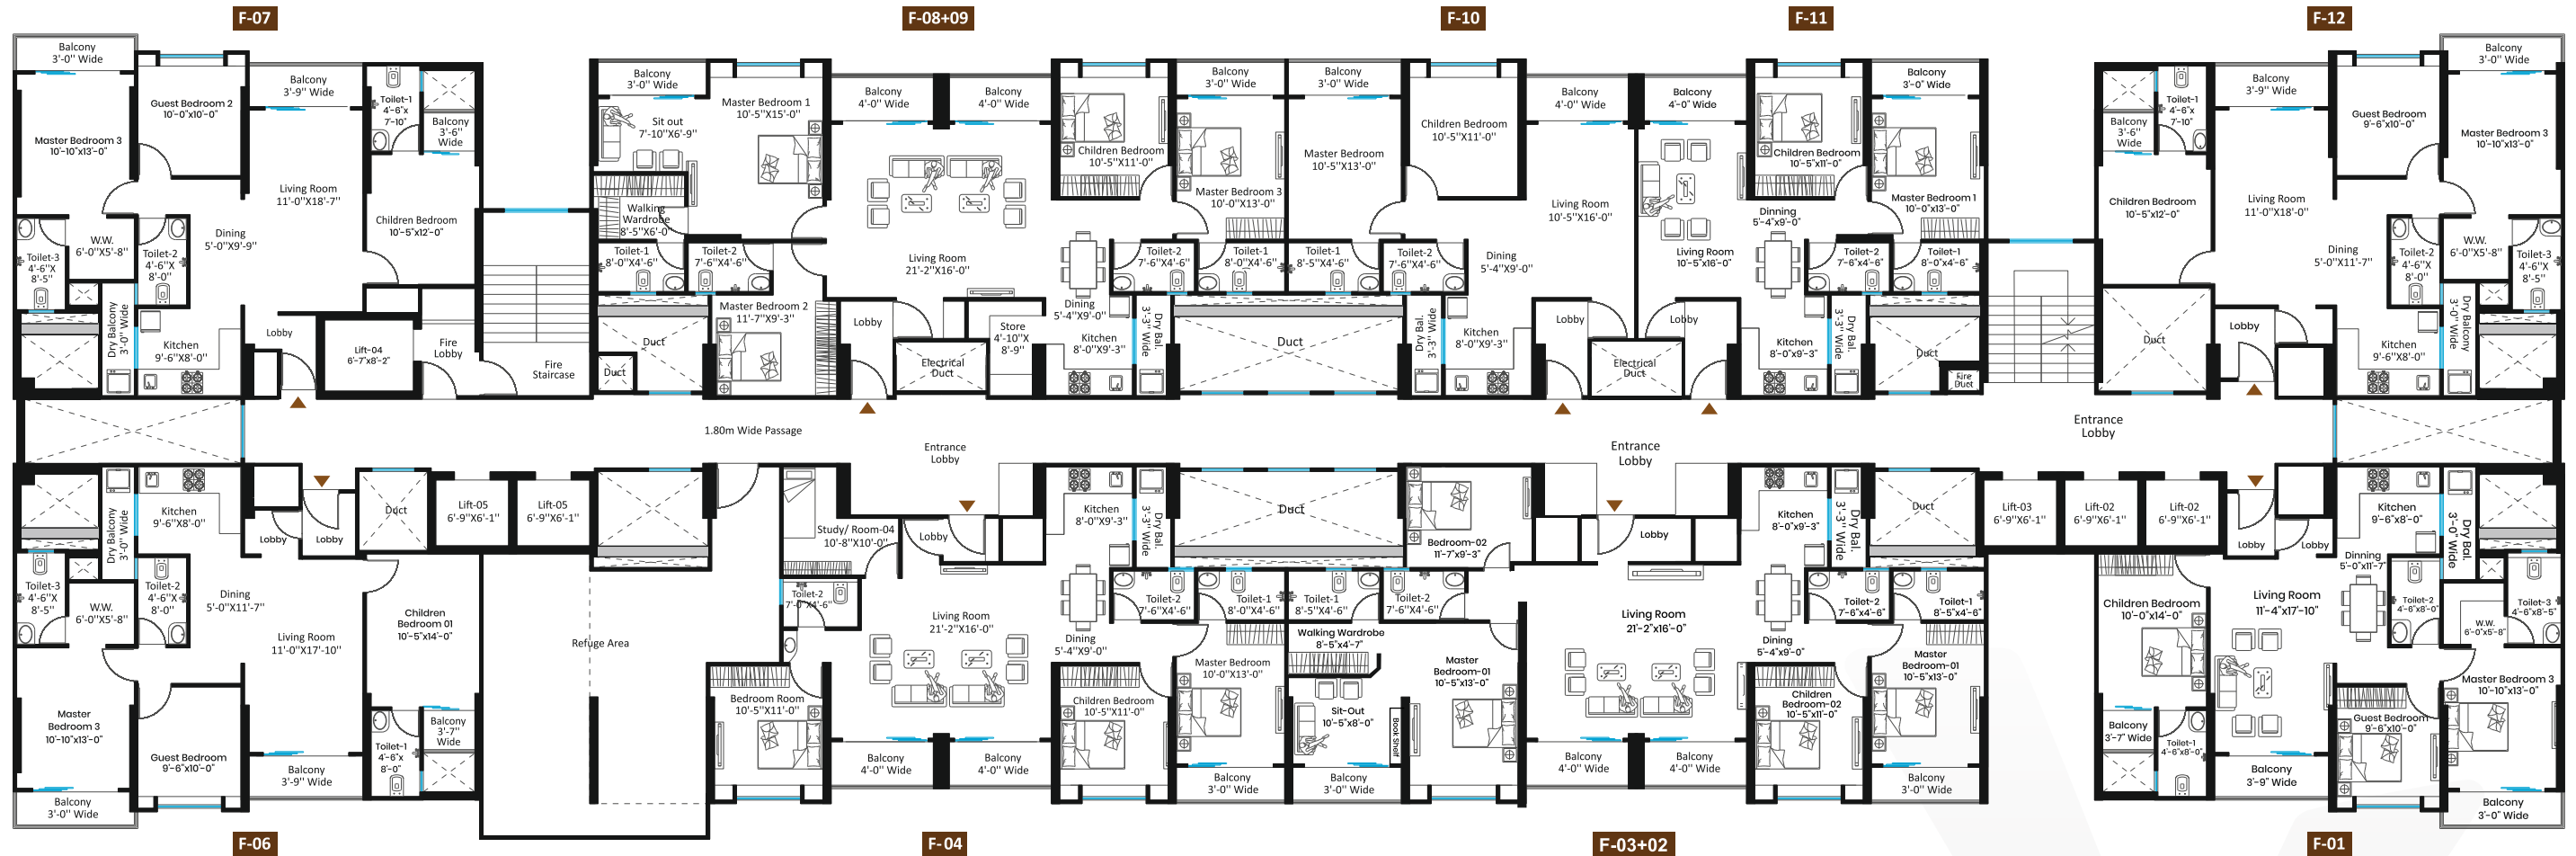 F-07
F-08+09
F-10
F-11
F-12
Balcony
3'-0" Wide
Guest Bedroom 2
10'-0"x10'-0"
Balcony
3'-9" Wide
Toilet-1
4'-6"x
7'-10"
Balcony
3'-6"
Wide
Master Bedroom 3
10'-10"x13'-0"
Living Room
11'-0"X18'-7"
Children Bedroom
10'-5"x12'-0"
Dining
5'-0"X9'-9"
W.W.
6'-0"X5'-8"
Toilet-2
4'-6"X
8'-0"
Toilet-3
4'-6"X
8'-5"
Dry Balcony
3'-0" Wide
Kitchen
9'-6"X8'-0"
Lobby
Lift-04
6'-7"x8'-2"
Fire
Lobby
Fire
Staircase
Balcony
3'-0" Wide
Master Bedroom 1
10'-5"X15'-0"
Sit out
7'-10"X6'-9"
Walking
Wardrobe
8'-5"X6'-0"
Toilet-1
8'-0"X4'-6"
Toilet-2
7'-6"X4'-6"
Duct
Duct
Master Bedroom 2
11'-7"X9'-3"
Balcony
4'-0" Wide
Balcony
4'-0" Wide
Living Room
21'-2"X16'-0"
Lobby
Electrical
Duct
Store
4'-10"X
8'-9"
Children Bedroom
10'-5"X11'-0"
Balcony
3'-0" Wide
Master Bedroom 3
10'-0"X13'-0"
Toilet-2
7'-6"X4'-6"
Toilet-1
8'-0"X4'-6"
Dining
5'-4"X9'-0"
Kitchen
8'-0"X9'-3"
Dry Bal.
3'-3" Wide
Duct
Balcony
3'-0" Wide
Master Bedroom
10'-5"X13'-0"
Children Bedroom
10'-5"X11'-0"
Balcony
4'-0" Wide
Living Room
10'-5"X16'-0"
Toilet-1
8'-5"X4'-6"
Toilet-2
7'-6"X4'-6"
Dining
5'-4"X9'-0"
Dry Bal.
3'-3" Wide
Kitchen
8'-0"X9'-3"
Lobby
Electrical
Duct
Balcony
4'-0" Wide
Children Bedroom
10'-5"x11'-0"
Balcony
3'-0" Wide
Master Bedroom 1
10'-0"x13'-0"
Dinning
5'-4"x9'-0"
Living Room
10'-5"x16'-0"
Toilet-2
7'-6"x4'-6"
Toilet-1
8'-0"x4'-6"
Lobby
Kitchen
8'-0"x9'-3"
Dry Bal.
3'-3" Wide
Duct
Fire
Duct
Toilet-1
4'-6"x
7'-10"
Balcony
3'-6"
Wide
Balcony
3'-9" Wide
Guest Bedroom
9'-6"x10'-0"
Balcony
3'-0" Wide
Master Bedroom 3
10'-10"x13'-0"
Children Bedroom
10'-5"x12'-0"
Living Room
11'-0"X18'-0"
Dining
5'-0"X11'-7"
Toilet-2
4'-6"X
8'-0"
W.W.
6'-0"X5'-8"
Toilet-3
4'-6"X
8'-5"
Duct
Lobby
Kitchen
9'-6"X8'-0"
Dry Balcony
3'-0" Wide
1.80m Wide Passage
Entrance
Lobby
Entrance
Lobby
Entrance
Lobby
Dry Balcony
3'-0" Wide
Kitchen
9'-6"X8'-0"
Lobby
Lobby
Duct
Lift-05
6'-9"X6'-1"
Lift-05
6'-9"X6'-1"
Toilet-3
4'-6"X
8'-5"
W.W.
6'-0"X5'-8"
Toilet-2
4'-6"X
8'-0"
Dining
5'-0"X11'-7"
Living Room
11'-0"X17'-10"
Children
Bedroom 01
10'-5"x14'-0"
Master
Bedroom 3
10'-10"x13'-0"
Guest Bedroom
9'-6"x10'-0"
Balcony
3'-9" Wide
Toilet-1
4'-6"x
8'-0"
Balcony
3'-7"
Wide
Balcony
3'-0" Wide
Refuge Area
Study/ Room-04
10'-8"X10'-0"
Lobby
Toilet-2
7'-0"X4'-6"
Living Room
21'-2"X16'-0"
Bedroom Room
10'-5"X11'-0"
Balcony
4'-0" Wide
Balcony
4'-0" Wide
Kitchen
8'-0"X9'-3"
Dry Bal.
3'-3" Wide
Dining
5'-4"X9'-0"
Toilet-2
7'-6"X4'-6"
Toilet-1
8'-0"X4'-6"
Children Bedroom
10'-5"X11'-0"
Master Bedroom
10'-0"X13'-0"
Balcony
3'-0" Wide
Duct
Bedroom-02
11'-7"x9'-3"
Toilet-1
8'-5"X4'-6"
Toilet-2
7'-6"X4'-6"
Walking Wardrobe
8'-5"x4'-7"
Master
Bedroom-01
10'-5"x13'-0"
Sit-Out
10'-5"x8'-0"
Book Shelf
Balcony
3'-0" Wide
Lobby
Living Room
21'-2"x16'-0"
Balcony
4'-0" Wide
Balcony
4'-0" Wide
Kitchen
8'-0"x9'-3"
Dry Bal.
3'-3" Wide
Dining
5'-4"x9'-0"
Toilet-2
7'-6"x4'-6"
Toilet-1
8'-5"x4'-6"
Children
Bedroom-02
10'-5"x11'-0"
Master
Bedroom-01
10'-5"x13'-0"
Balcony
3'-0" Wide
Duct
Lift-03
6'-9"X6'-1"
Lift-02
6'-9"X6'-1"
Lift-02
6'-9"X6'-1"
Lobby
Lobby
Kitchen
9'-6"x8'-0"
Dry Bal.
3'-0" Wide
Dinning
5'-0"x11'-7"
Children Bedroom
10'-0"x14'-0"
Living Room
11'-4"x17'-10"
Toilet-2
4'-6"x8'-0"
W.W.
6'-0"x5'-8"
Toilet-3
4'-6"x8'-5"
Master Bedroom 3
10'-10"x13'-0"
Guest Bedroom
9'-6"x10'-0"
Balcony
3'-7" Wide
Toilet-1
4'-6"x8'-0"
Balcony
3'-9" Wide
Balcony
3'-0" Wide
F-06
F-04
F-03+02
F-01